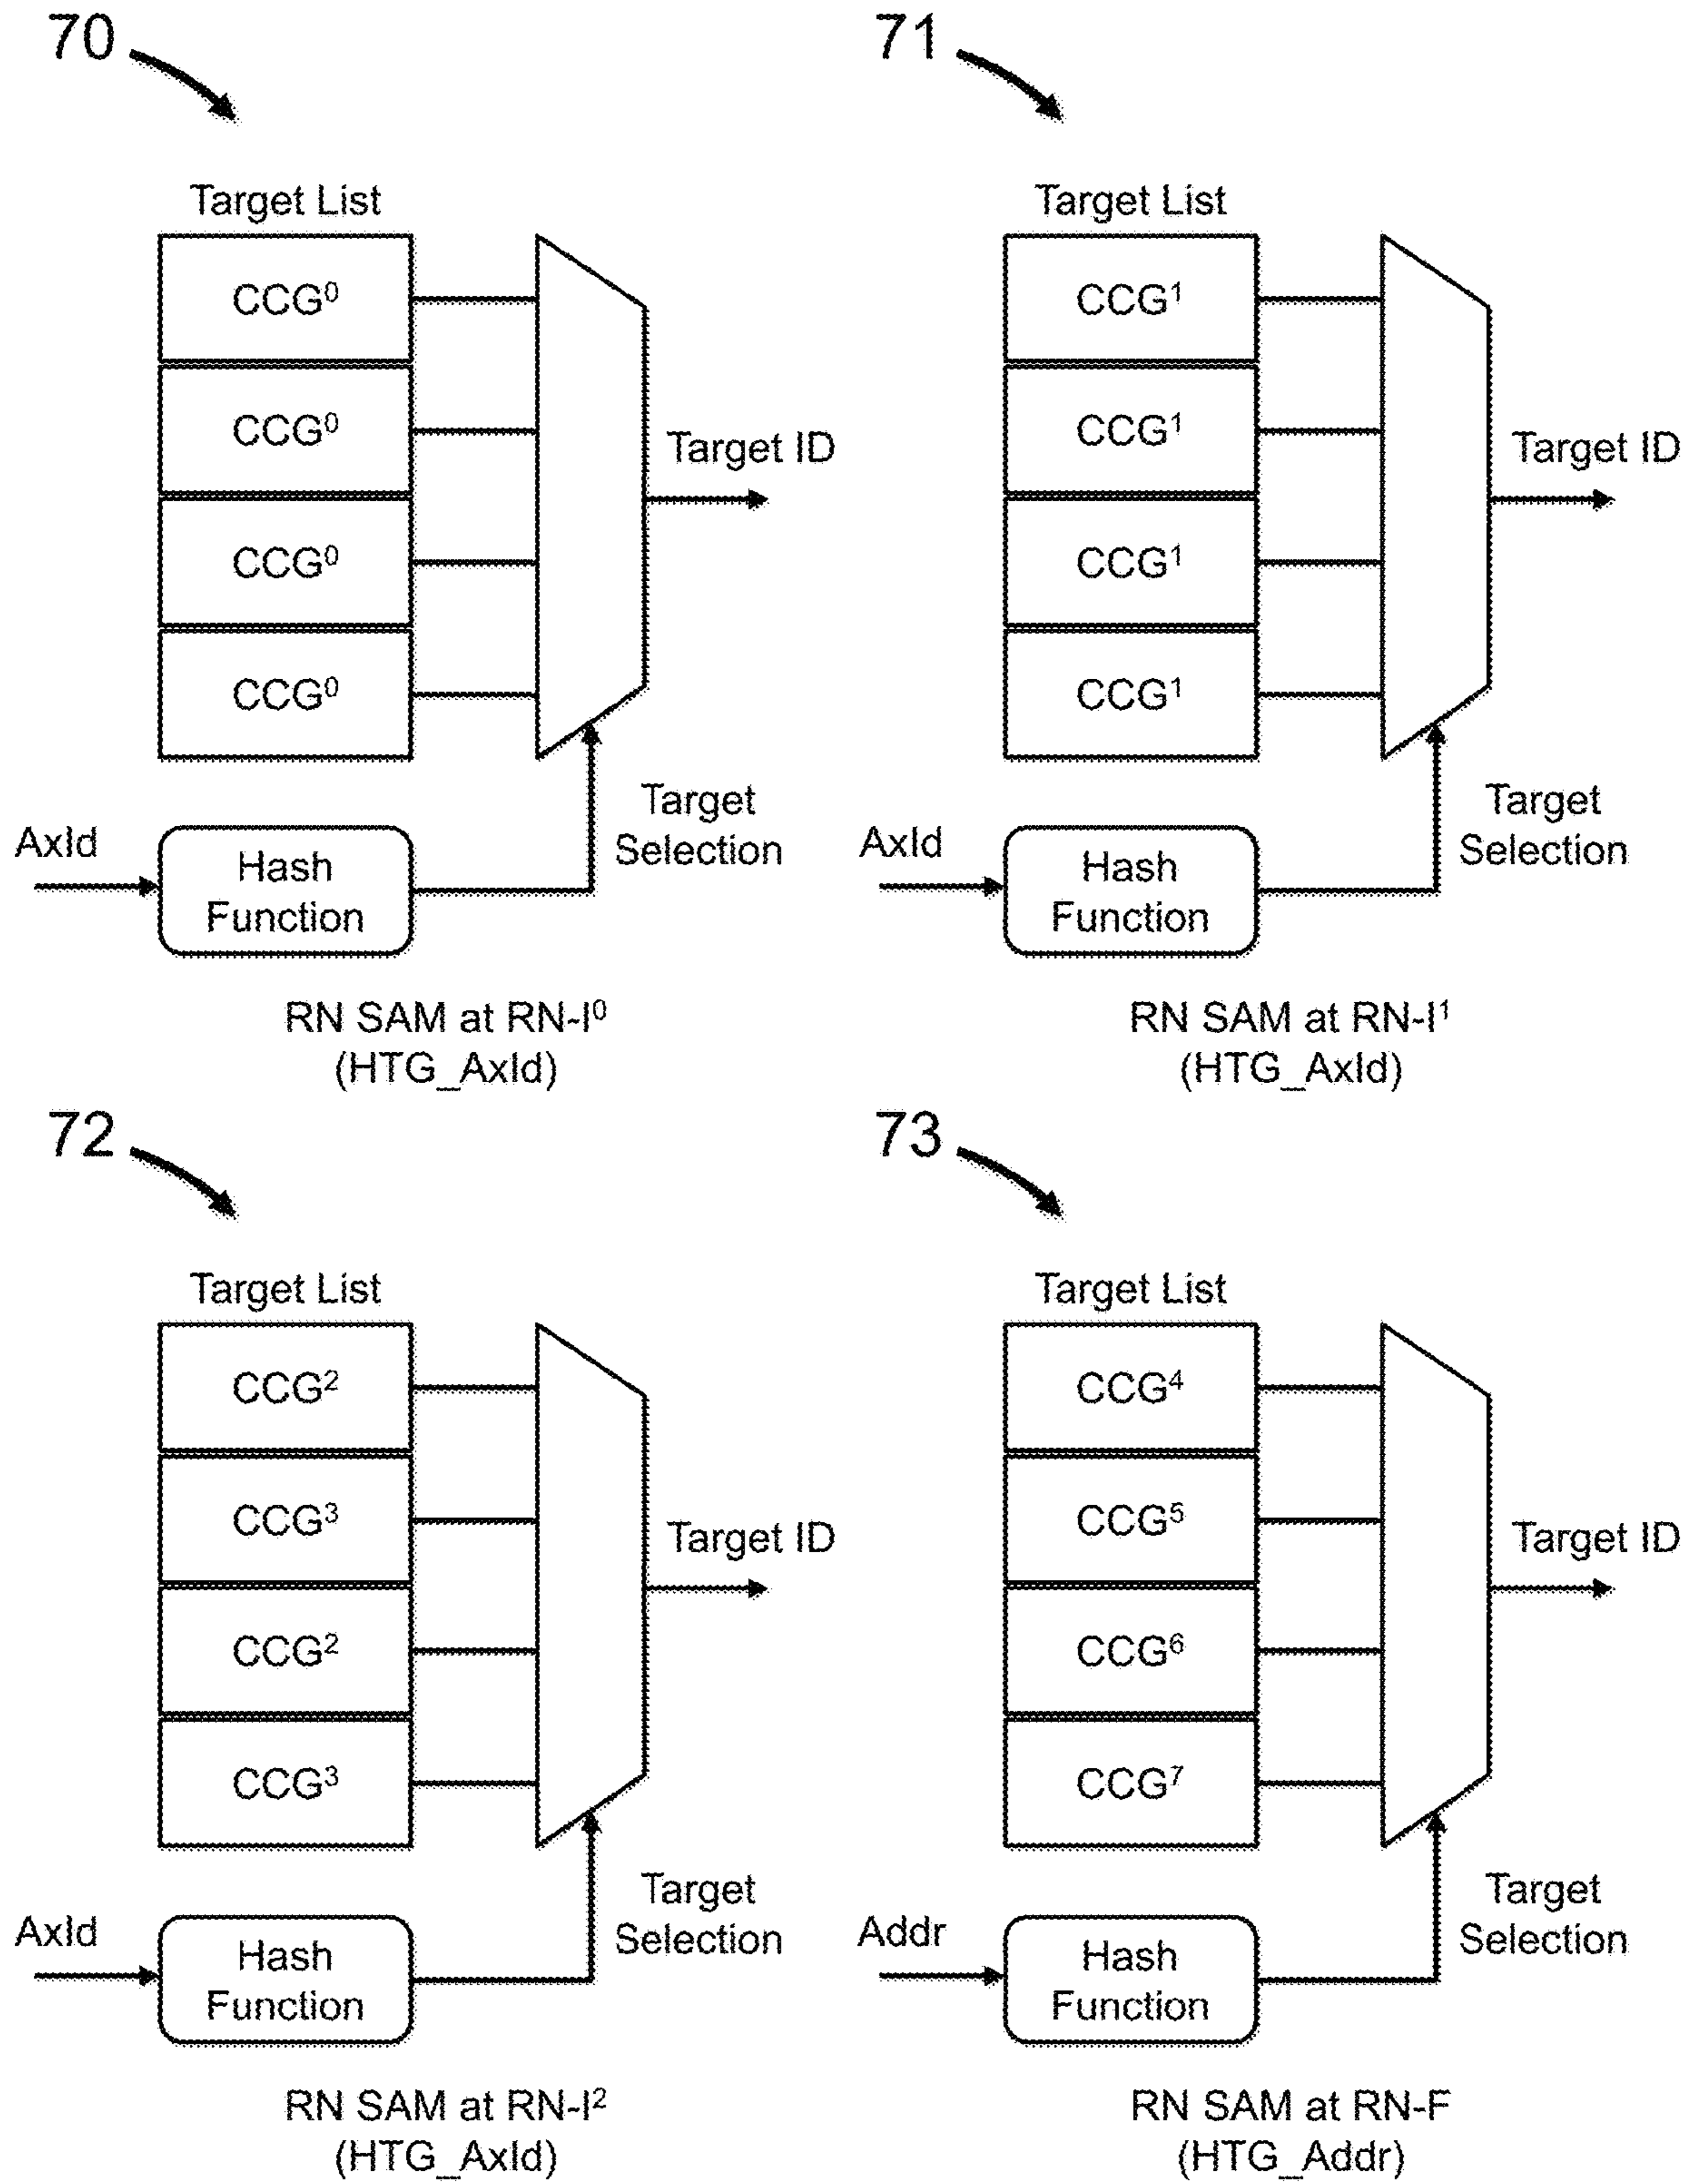 70
Target List
CCG⁰
CCG⁰
CCG⁰
CCG⁰
Target ID
Target
Selection
AxId
Hash
Function
RN SAM at RN-I⁰
(HTG_AxId)
71
Target List
CCG¹
CCG¹
CCG¹
CCG¹
Target ID
Target
Selection
AxId
Hash
Function
RN SAM at RN-I¹
(HTG_AxId)
72
Target List
CCG²
CCG³
CCG²
CCG³
Target ID
Target
Selection
AxId
Hash
Function
RN SAM at RN-I²
(HTG_AxId)
73
Target List
CCG⁴
CCG⁵
CCG⁶
CCG⁷
Target ID
Target
Selection
Addr
Hash
Function
RN SAM at RN-F
(HTG_Addr)